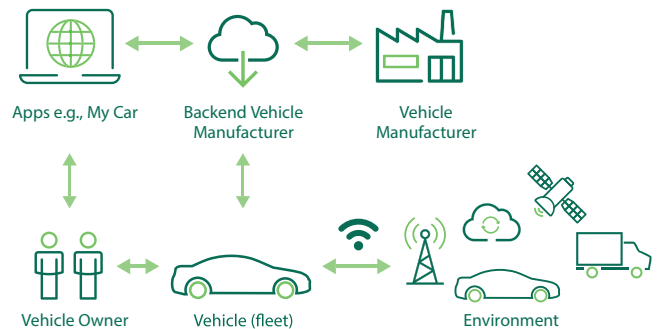 Apps e.g., My Car
Backend Vehicle
Manufacturer
Vehicle
Manufacturer
Vehicle Owner
Vehicle (fleet)
Environment